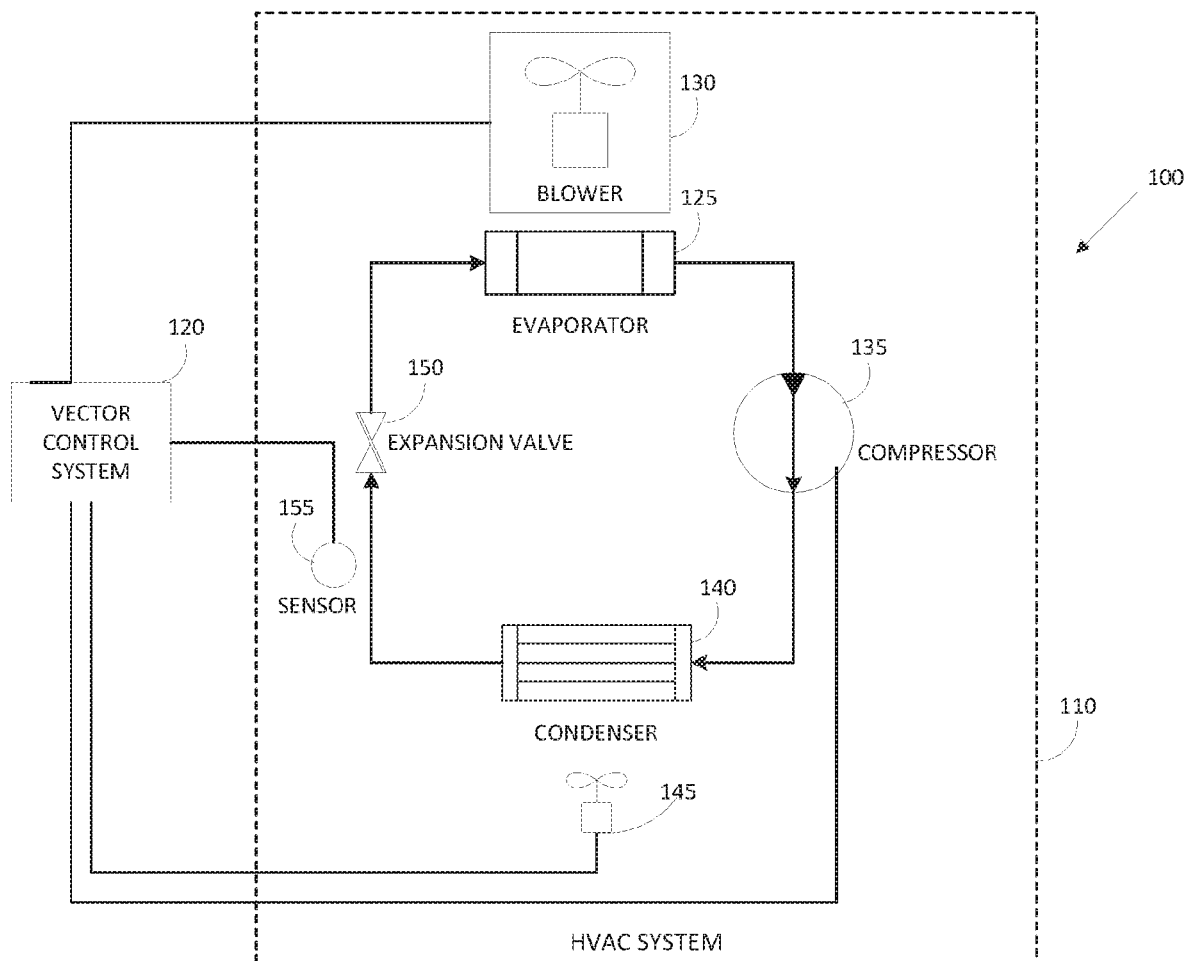 130
BLOWER
100
125
EVAPORATOR
120
135
150
VECTOR
CONTROL
SYSTEM
EXPANSION VALVE
COMPRESSOR
155
SENSOR
140
CONDENSER
110
145
HVAC SYSTEM